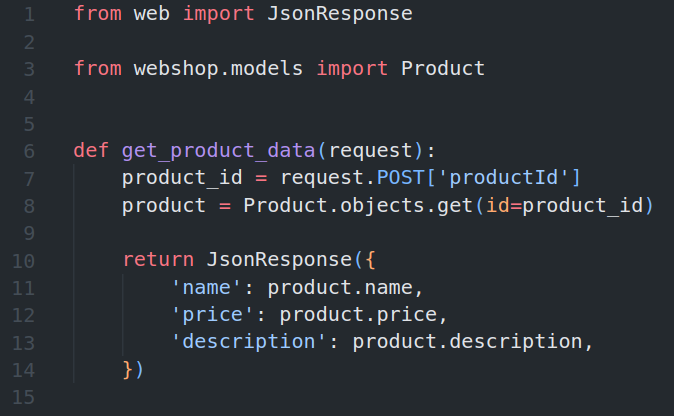 1 from web import JsonResponse
2
3 from webshop.models import Product
4
5
6 def get_product_data(request):
7     product_id = request.POST['productId']
8     product = Product.objects.get(id=product_id)
9
10     return JsonResponse({
11         'name': product.name,
12         'price': product.price,
13         'description': product.description,
14     })
15